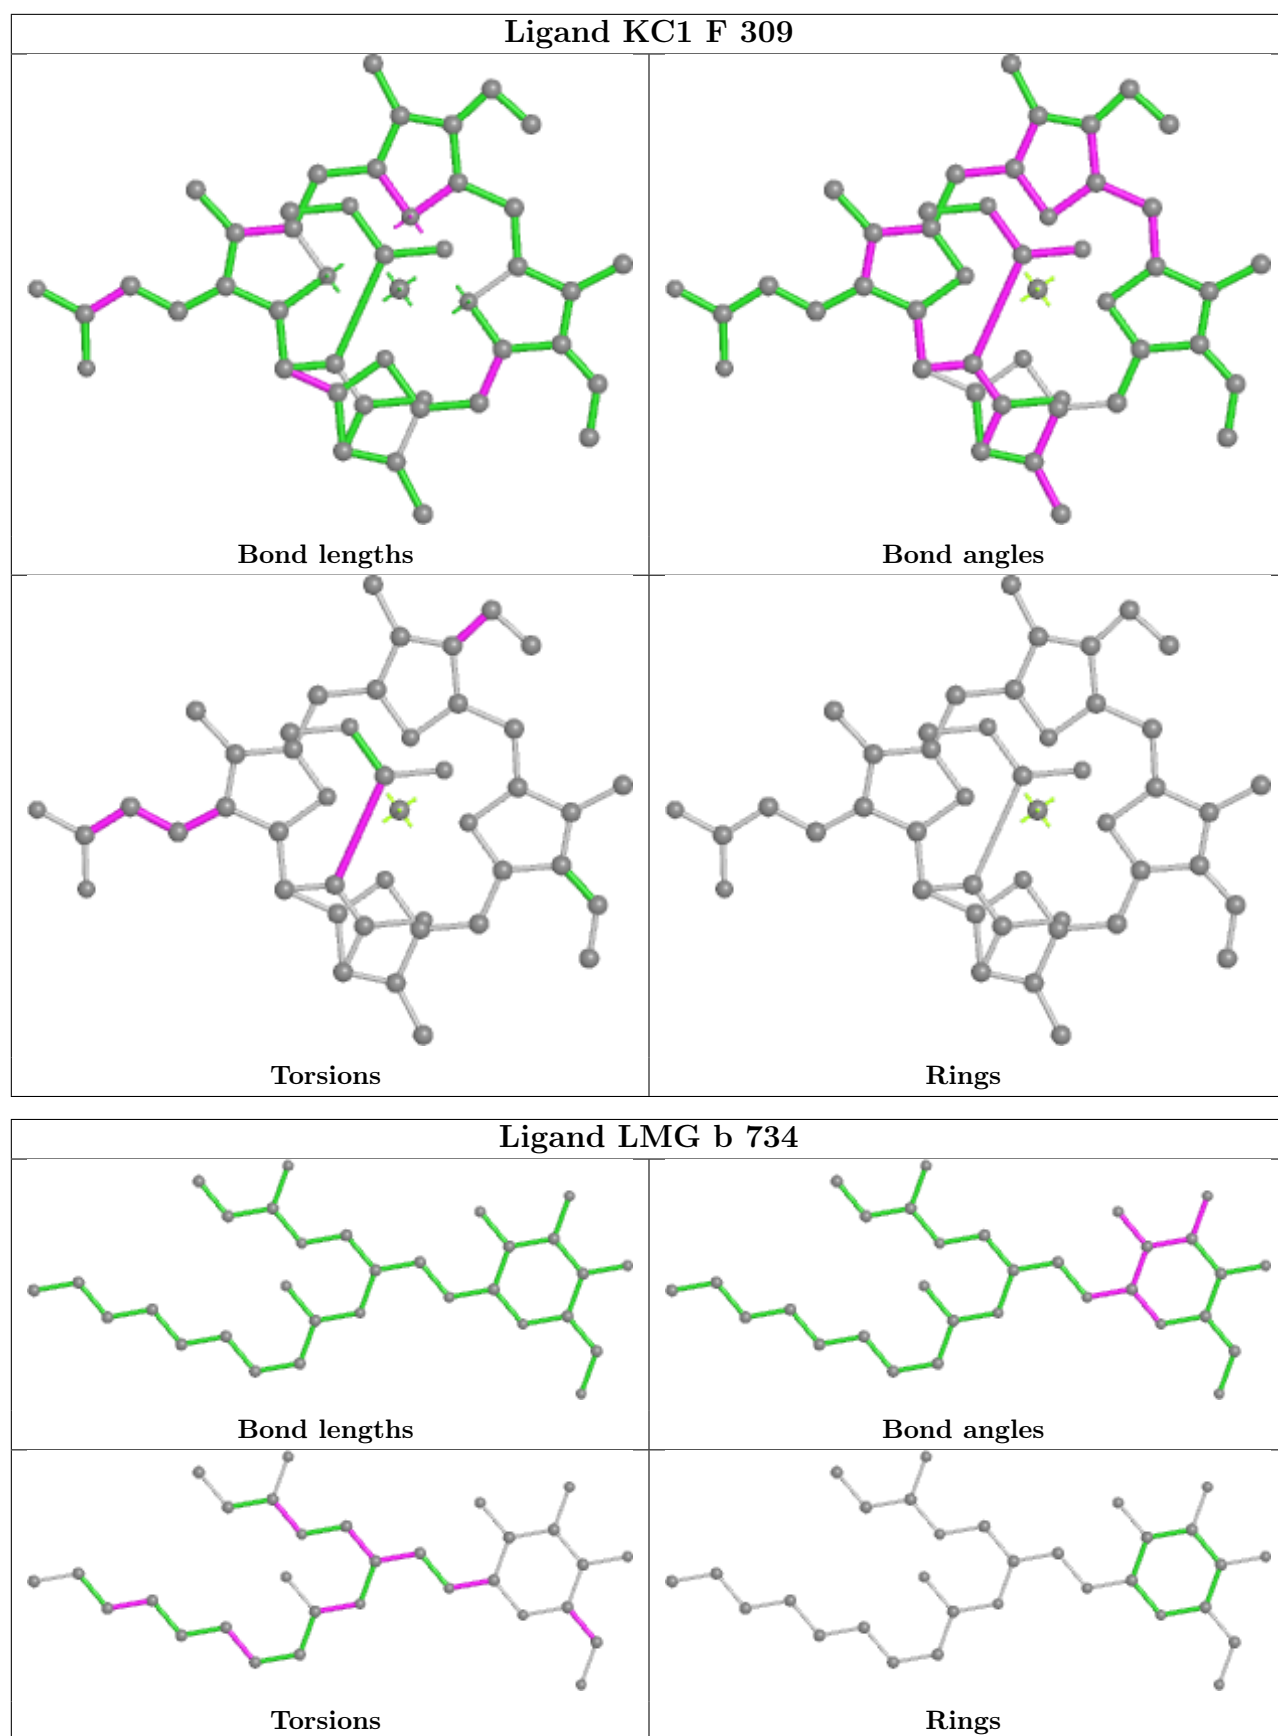 Ligand KC1 F 309
Bond lengths
Bond angles
Torsions
Rings
Ligand LMG b 734
Bond lengths
Bond angles
Torsions
Rings